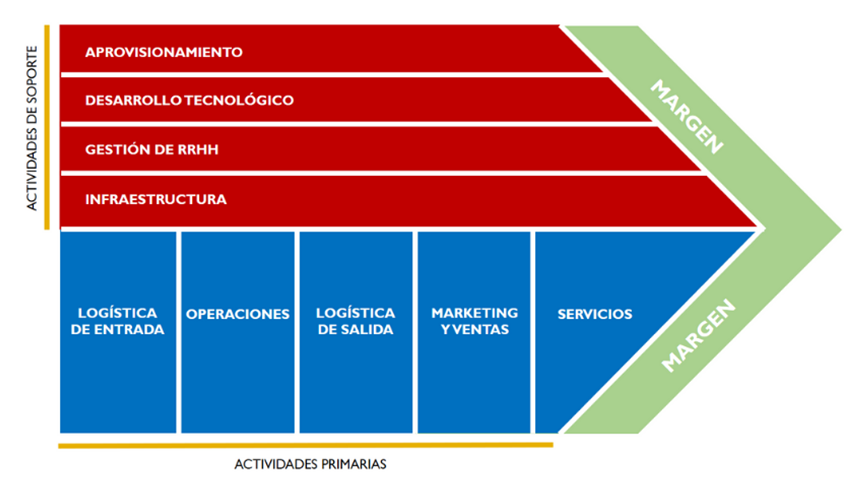 ACTIVIDADES DE SOPORTE
APROVISIONAMIENTO
DESARROLLO TECNOLÓGICO
GESTIÓN DE RRHH
INFRAESTRUCTURA
MARGEN
LOGÍSTICA
DE ENTRADA
OPERACIONES
LOGÍSTICA
DE SALIDA
MARKETING
Y VENTAS
SERVICIOS
MARGEN
ACTIVIDADES PRIMARIAS